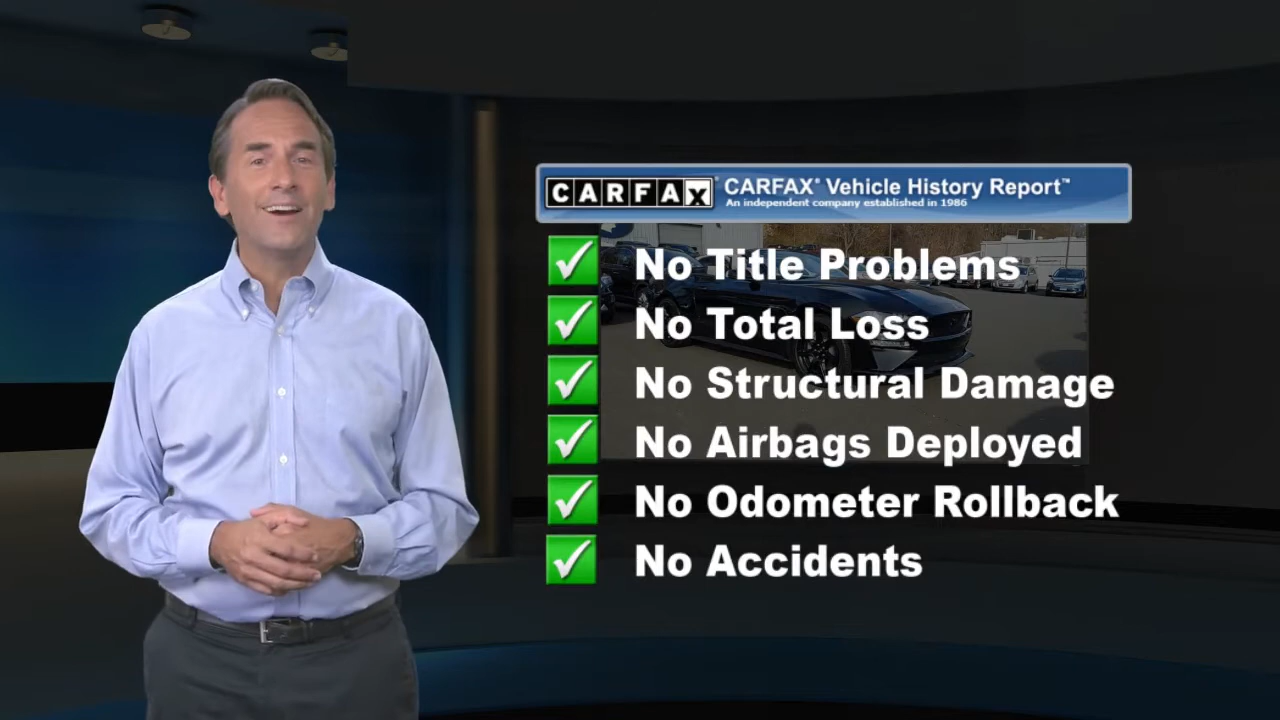 CARFAX® CARFAX® Vehicle History Report™
An independent company established in 1986
No Title Problems
No Total Loss
No Structural Damage
No Airbags Deployed
No Odometer Rollback
No Accidents